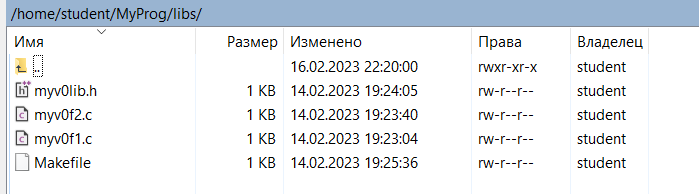 /home/student/MyProg/libs/
Имя Размер Изменено Права Владелец
.. 16.02.2023 22:20:00 rwxr-xr-x student
myv0lib.h 1 KB 14.02.2023 19:24:05 rw-r--r-- student
myv0f2.c 1 KB 14.02.2023 19:23:40 rw-r--r-- student
myv0f1.c 1 KB 14.02.2023 19:23:04 rw-r--r-- student
Makefile 1 KB 14.02.2023 19:25:36 rw-r--r-- student